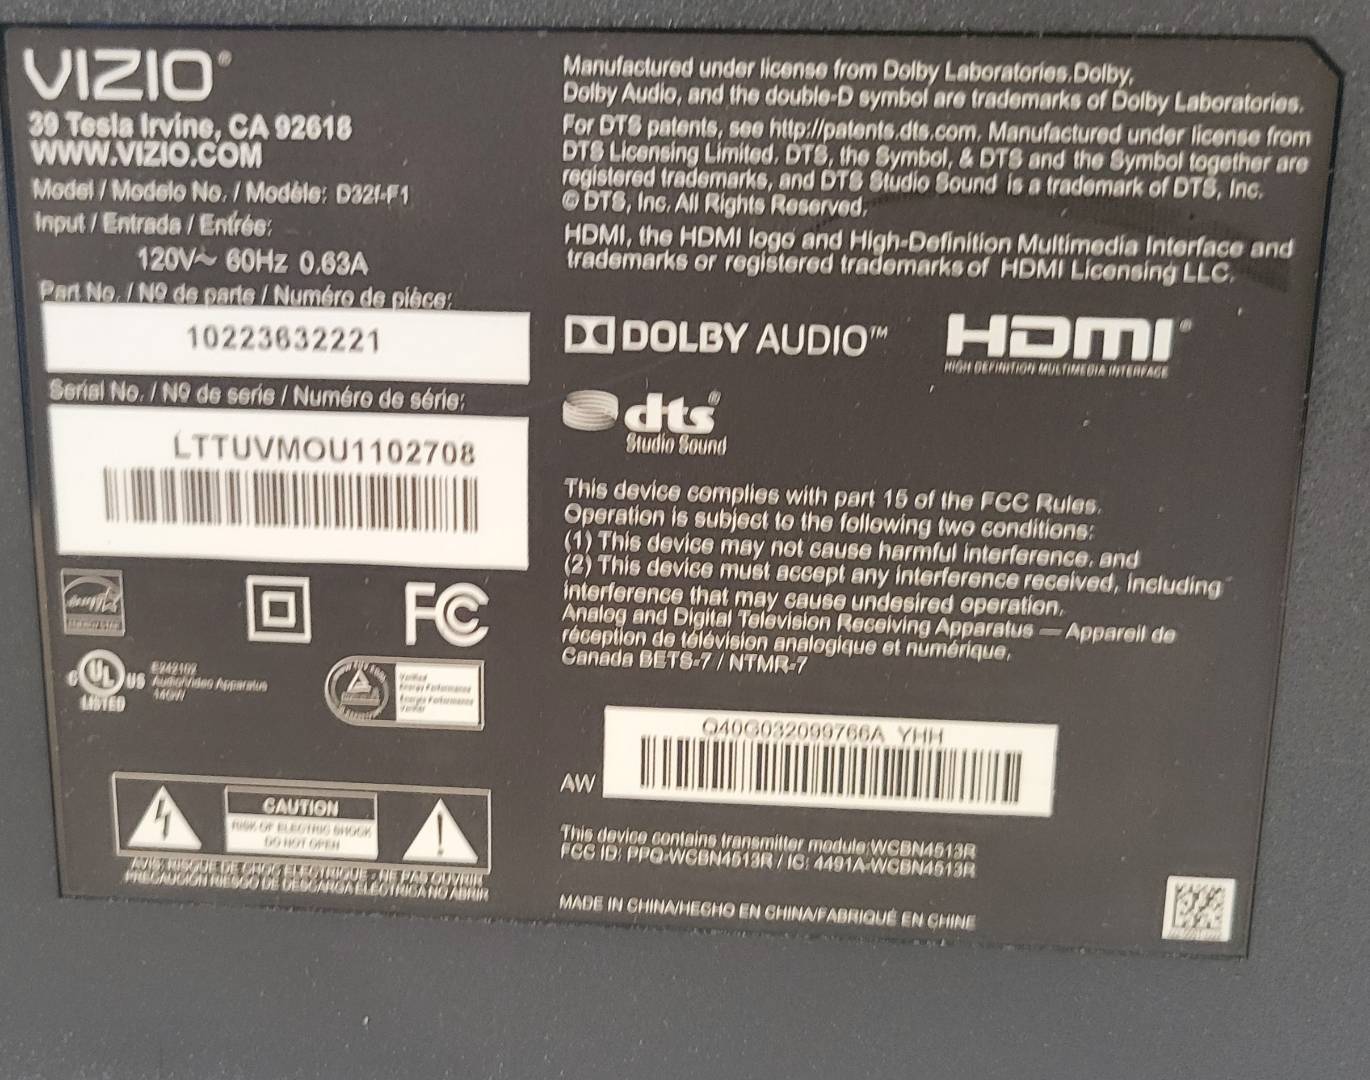 VIZIO®
39 Tesla Irvine, CA 92618
WWW.VIZIO.COM
Model / Modelo No. / Modèle: D32f-F1
Input / Entrada / Entrée:
120V~ 60Hz 0.63A
Part No. / Nº de parte / Numéro de pièce:
10223632221
Serial No. / Nº de serie / Numéro de série:
LTTUVMOU1102708
FC
C UL US
LISTED
E242102
Audio/Video Apparatus
14GW
Verified
Energy Performance
Energie Performance
CAUTION
RISK OF ELECTRIC SHOCK
DO NOT OPEN
AVIS: RISQUE DE CHOC ELECTRIQUE - NE PAS OUVRIR
PRECAUCION RIESGO DE DESCARGA ELECTRICA NO ABRIR
Manufactured under license from Dolby Laboratories.Dolby,
Dolby Audio, and the double-D symbol are trademarks of Dolby Laboratories.
For DTS patents, see http://patents.dts.com. Manufactured under license from
DTS Licensing Limited. DTS, the Symbol, & DTS and the Symbol together are
registered trademarks, and DTS Studio Sound is a trademark of DTS, Inc.
© DTS, Inc. All Rights Reserved.
HDMI, the HDMI logo and High-Definition Multimedia Interface and
trademarks or registered trademarks of HDMI Licensing LLC.
DOLBY AUDIO™
HDMI®
HIGH DEFINITION MULTIMEDIA INTERFACE
dts®
Studio Sound
This device complies with part 15 of the FCC Rules.
Operation is subject to the following two conditions:
(1) This device may not cause harmful interference, and
(2) This device must accept any interference received, including
interference that may cause undesired operation.
Analog and Digital Television Receiving Apparatus — Appareil de
réception de télévision analogique et numérique,
Canada BETS-7 / NTMR-7
Q40G032099766A YHH
AW
This device contains transmitter module:WCBN4513R
FCC ID: PPQ-WCBN4513R / IC: 4491A-WCBN4513R
MADE IN CHINA/HECHO EN CHINA/FABRIQUÉ EN CHINE